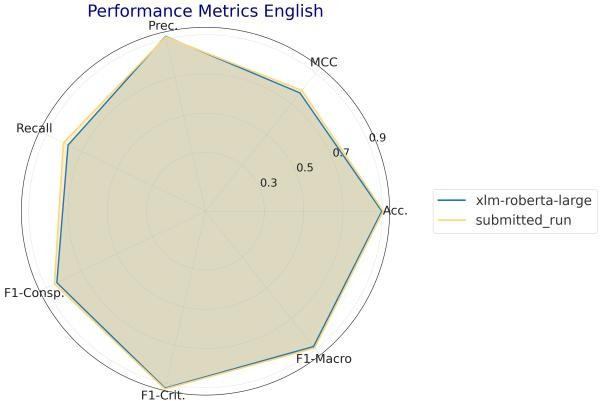 Performance Metrics English
Prec.
MCC
Recall
0.9
0.7
0.5
0.3
Acc.
xlm-roberta-large
submitted_run
F1-Consp.
F1-Macro
F1-Crit.